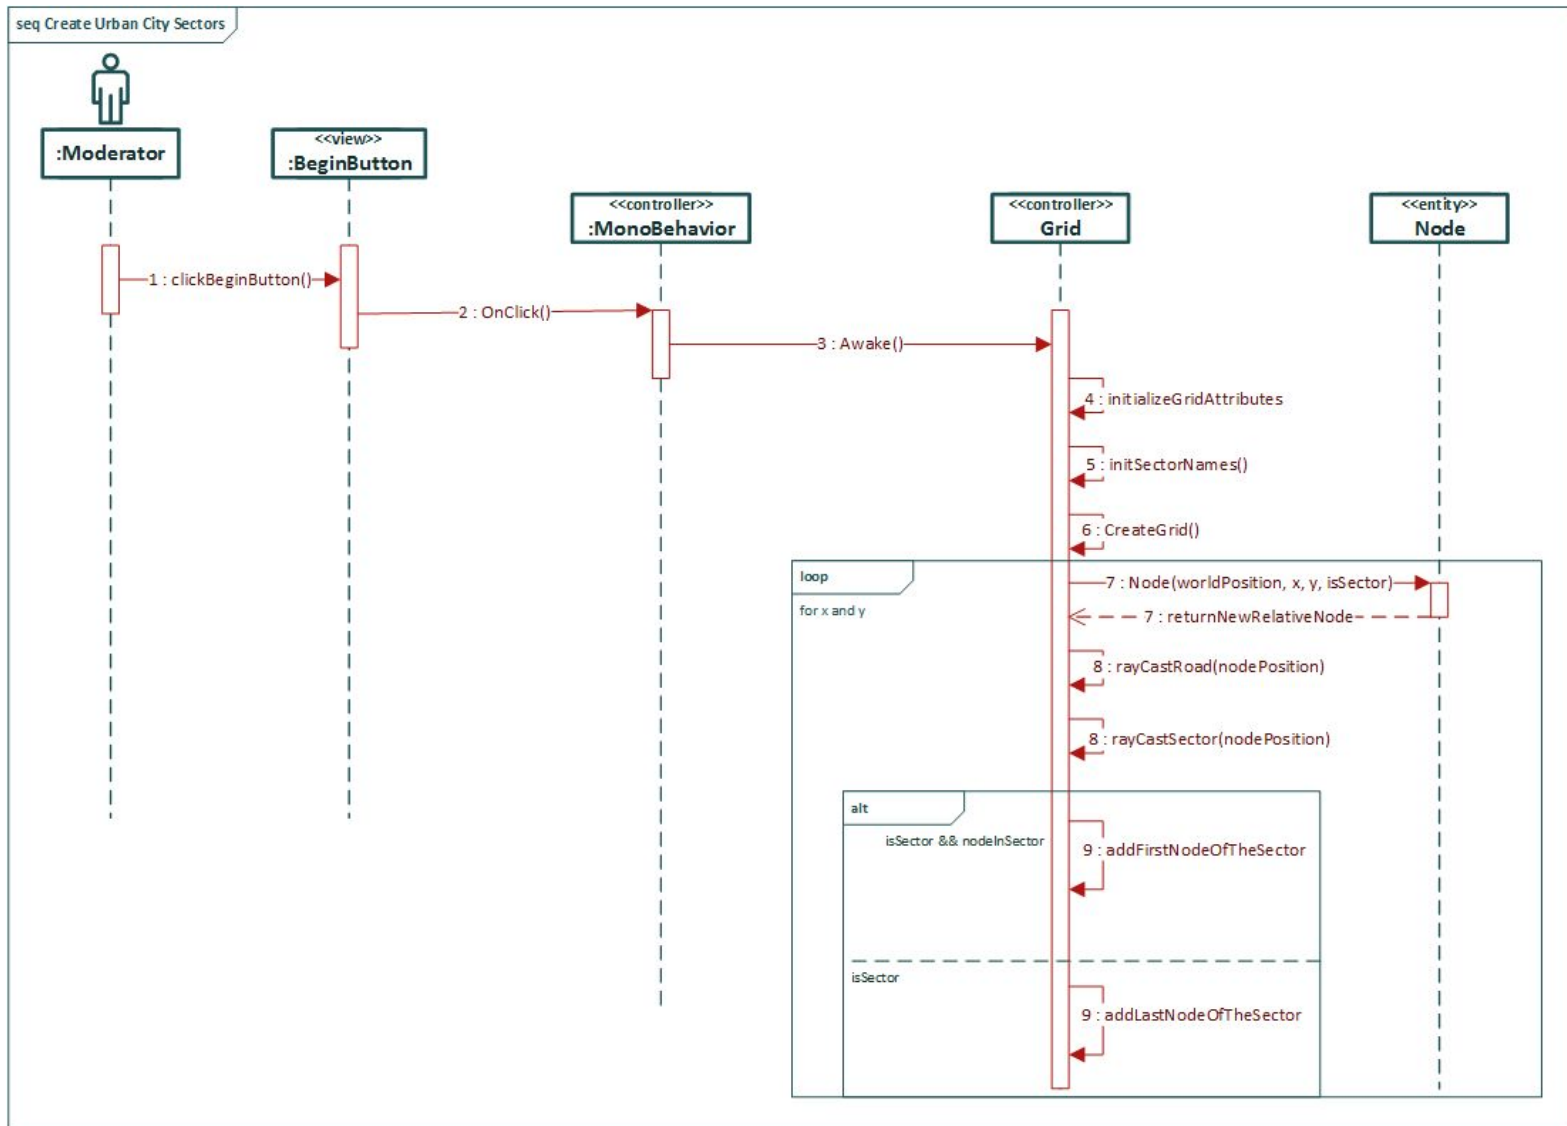 seq Create Urban City Sectors
:Moderator
<<view>>
:BeginButton
<<controller>>
:MonoBehavior
<<controller>>
Grid
<<entity>>
Node
1 : clickBeginButton()
2 : OnClick()
3 : Awake()
4 : initializeGridAttributes
5 : initSectorNames()
6 : CreateGrid()
loop
for x and y
7 : Node(worldPosition, x, y, isSector)
7 : returnNewRelativeNode
8 : rayCastRoad(nodePosition)
8 : rayCastSector(nodePosition)
alt
isSector && nodeInSector
9 : addFirstNodeOfTheSector
isSector
9 : addLastNodeOfTheSector